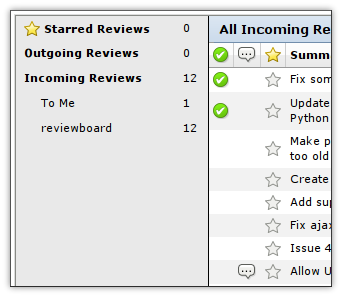 Starred Reviews 0
Outgoing Reviews 0
Incoming Reviews 12
To Me 1
reviewboard 12
All Incoming Re
Summ
Fix som
Update
Python
Make p
too old
Create
Add sup
Fix ajax
Issue 4
Allow U